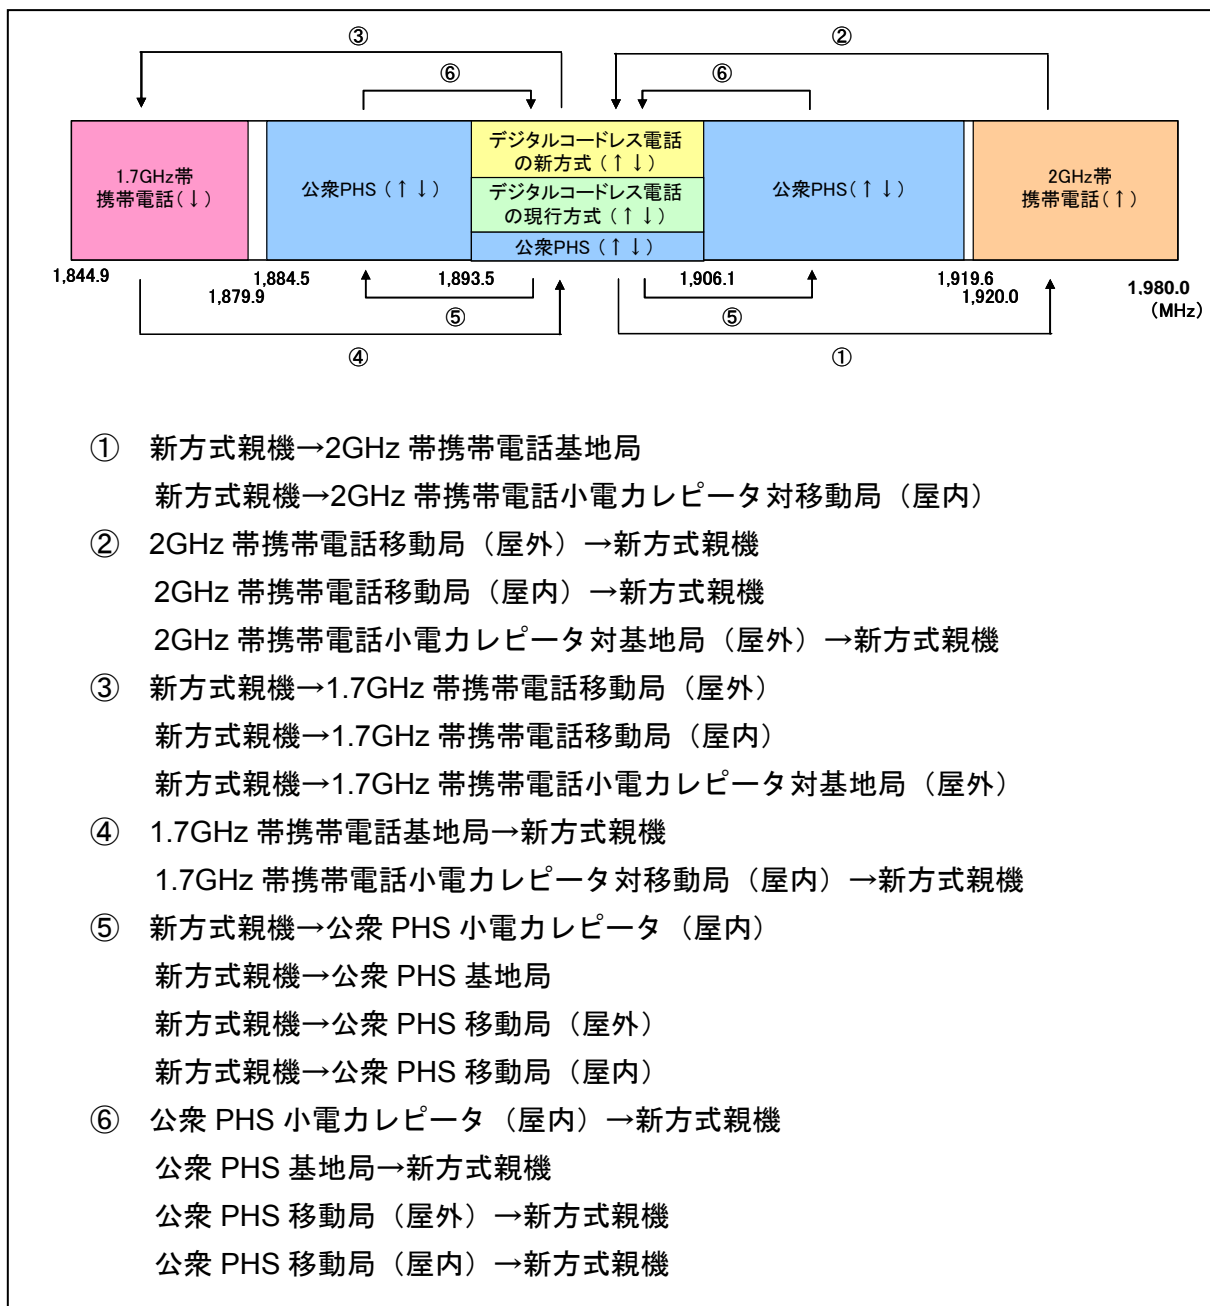 ③ ②
⑥ ⑥
1.7GHz帯
携帯電話(↓)
公衆PHS(↑↓)
デジタルコードレス電話
の新方式(↑↓)
デジタルコードレス電話
の現行方式(↑↓)
公衆PHS(↑↓)
公衆PHS(↑↓)
2GHz帯
携帯電話(↑)
1,844.9 1,884.5 1,893.5 1,906.1 1,919.6 1,980.0
1,879.9 1,920.0 (MHz)
⑤ ⑤
④ ①
① 新方式親機→2GHz 帯携帯電話基地局
新方式親機→2GHz 帯携帯電話小電力レピータ対移動局（屋内）
② 2GHz 帯携帯電話移動局（屋外）→新方式親機
2GHz 帯携帯電話移動局（屋内）→新方式親機
2GHz 帯携帯電話小電力レピータ対基地局（屋外）→新方式親機
③ 新方式親機→1.7GHz 帯携帯電話移動局（屋外）
新方式親機→1.7GHz 帯携帯電話移動局（屋内）
新方式親機→1.7GHz 帯携帯電話小電力レピータ対基地局（屋外）
④ 1.7GHz 帯携帯電話基地局→新方式親機
1.7GHz 帯携帯電話小電力レピータ対移動局（屋内）→新方式親機
⑤ 新方式親機→公衆 PHS 小電力レピータ（屋内）
新方式親機→公衆 PHS 基地局
新方式親機→公衆 PHS 移動局（屋外）
新方式親機→公衆 PHS 移動局（屋内）
⑥ 公衆 PHS 小電力レピータ（屋内）→新方式親機
公衆 PHS 基地局→新方式親機
公衆 PHS 移動局（屋外）→新方式親機
公衆 PHS 移動局（屋内）→新方式親機